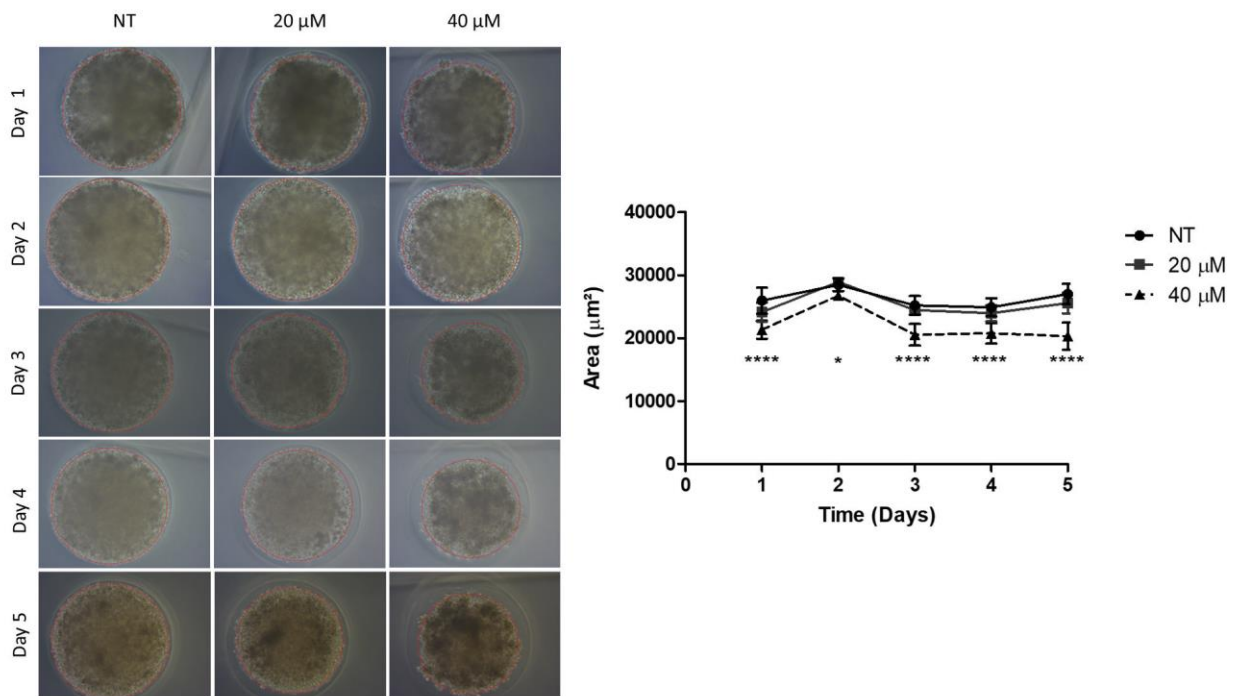 NT 20 μM 40 μM
Day 1
Day 2
Day 3
Day 4
Day 5
40000
30000
20000
10000
0
Area (μm²)
**** * **** **** ****
0 1 2 3 4 5
Time (Days)
NT
20 μM
40 μM